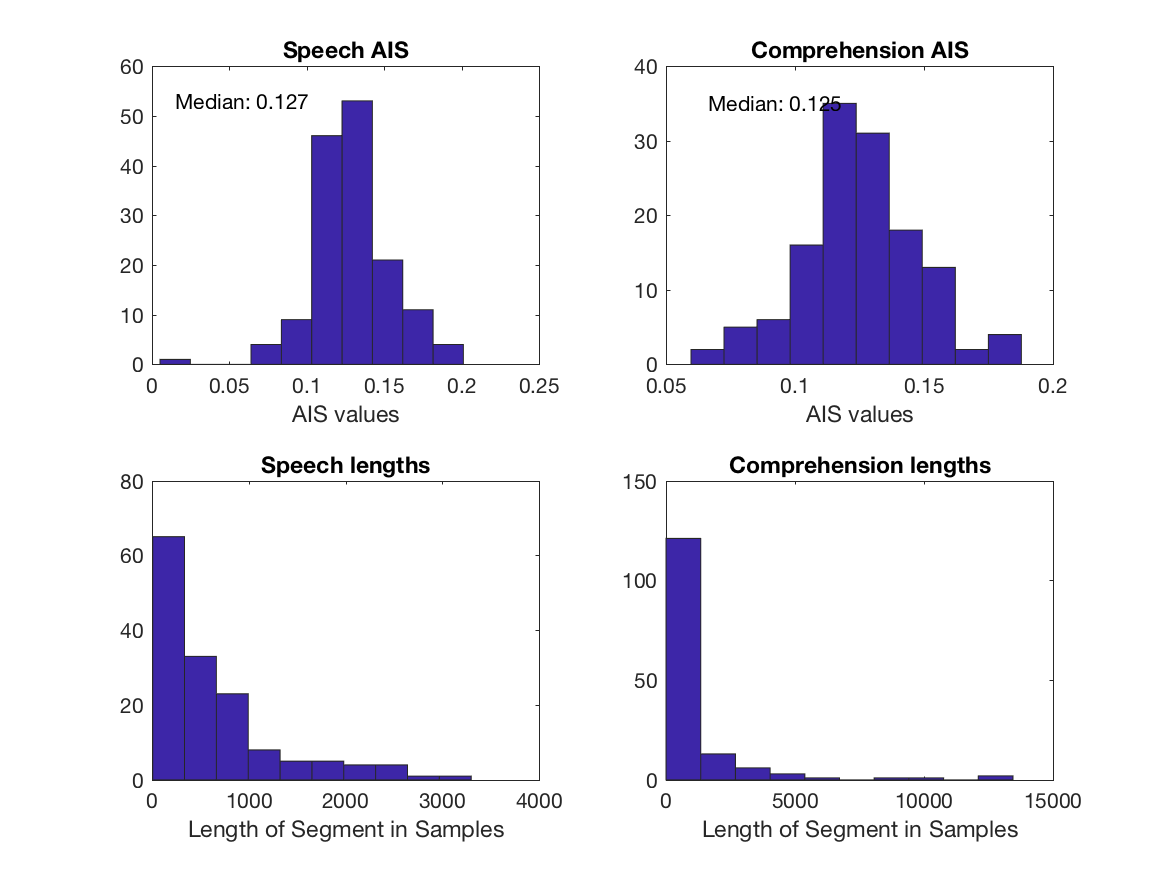 Speech AIS
60
50
40
30
20
10
0
Median: 0.127
0 0.05 0.1 0.15 0.2 0.25
AIS values
Comprehension AIS
40
30
20
10
0
Median: 0.125
0.05 0.1 0.15 0.2
AIS values
Speech lengths
80
60
40
20
0
0 1000 2000 3000 4000
Length of Segment in Samples
Comprehension lengths
150
100
50
0
0 5000 10000 15000
Length of Segment in Samples